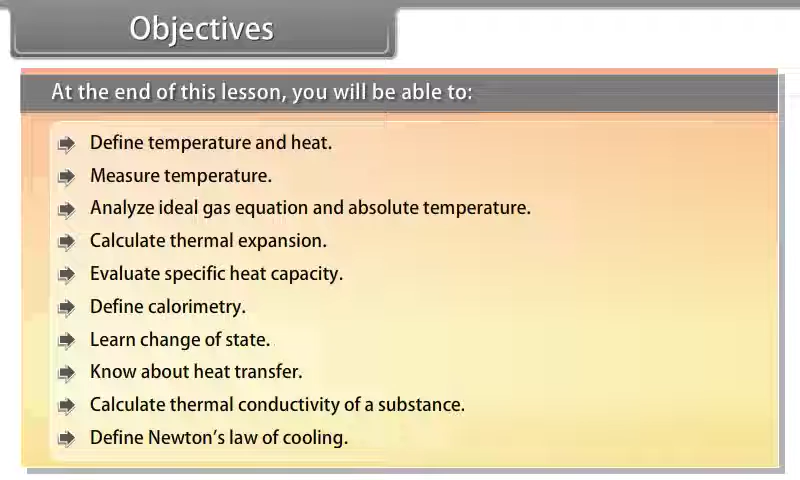 Objectives
At the end of this lesson, you will be able to:
Define temperature and heat.
Measure temperature.
Analyze ideal gas equation and absolute temperature.
Calculate thermal expansion.
Evaluate specific heat capacity.
Define calorimetry.
Learn change of state.
Know about heat transfer.
Calculate thermal conductivity of a substance.
Define Newton's law of cooling.